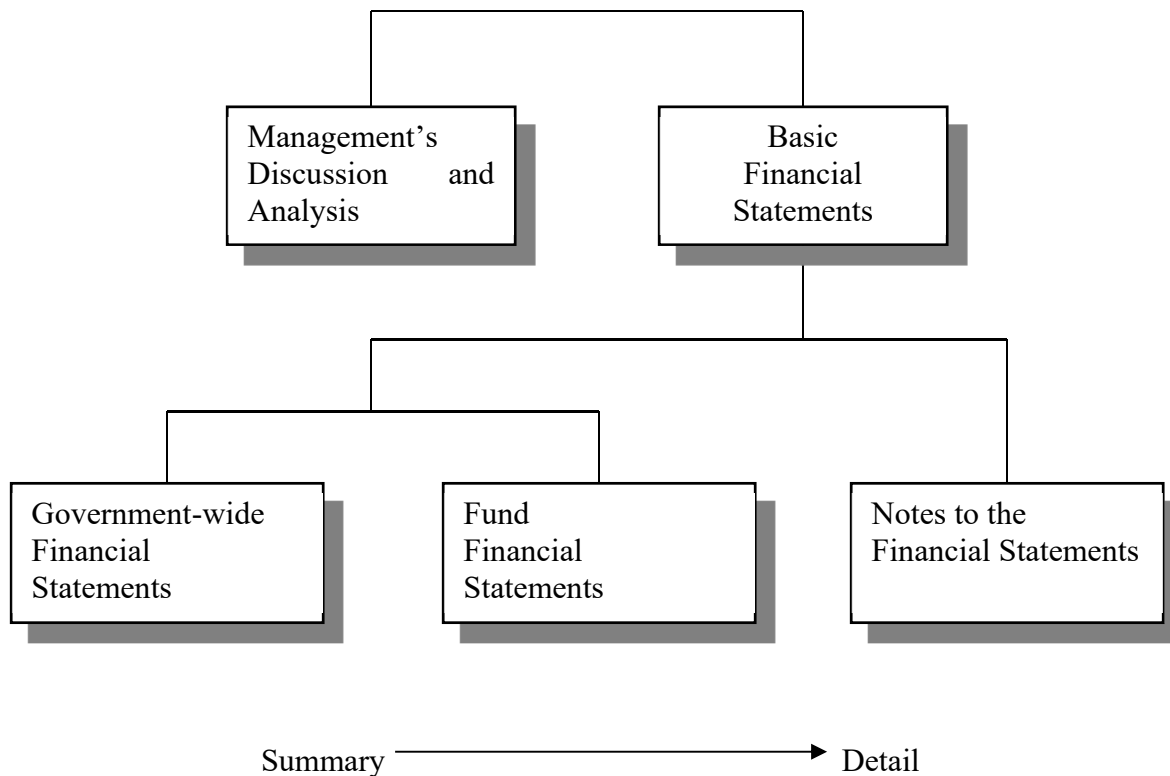 Management’s
Discussion and
Analysis
Basic
Financial
Statements
Government-wide
Financial
Statements
Fund
Financial
Statements
Notes to the
Financial Statements
Summary
Detail